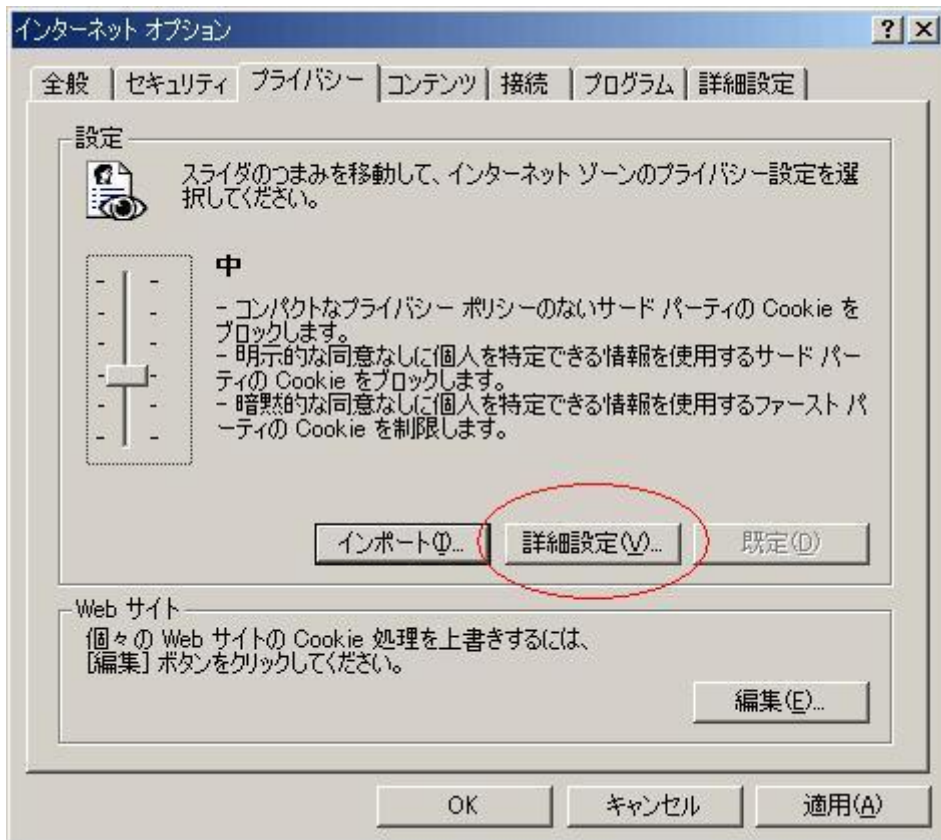 インターネット オプション
全般 セキュリティ プライバシー コンテンツ 接続 プログラム 詳細設定
設定
スライダのつまみを移動して、インターネット ゾーンのプライバシー設定を選
択してください。
中
- コンパクトなプライバシー ポリシーのないサード パーティの Cookie を
ブロックします。
- 明示的な同意なしに個人を特定できる情報を使用するサード パー
ティの Cookie をブロックします。
- 暗黙的な同意なしに個人を特定できる情報を使用するファースト パ
ーティの Cookie を制限します。
インポート(I)... 詳細設定(V)... 既定(D)
Web サイト
個々の Web サイトの Cookie 処理を上書きするには、
[編集] ボタンをクリックしてください。
編集(E)...
OK キャンセル 適用(A)